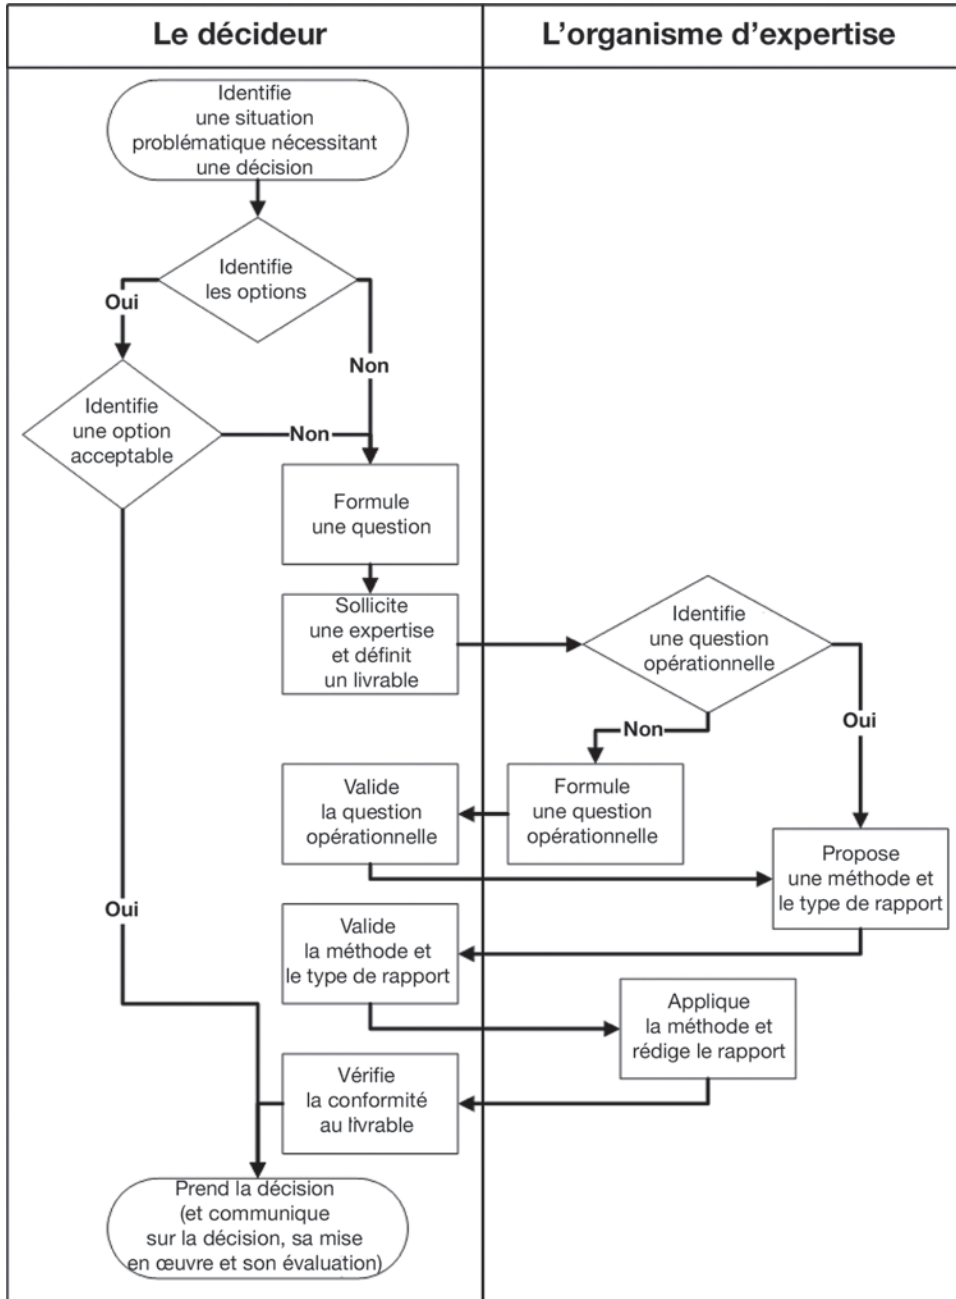 Le décideur
L'organisme d'expertise
Identifie
une situation
problématique nécessitant
une décision
Identifie
les options
Oui
Non
Identifie
une option
acceptable
Non
Formule
une question
Sollicite
une expertise
et définit
un livrable
Identifie
une question
opérationnelle
Oui
Non
Valide
la question
opérationnelle
Formule
une question
opérationnelle
Propose
une méthode et
le type de rapport
Oui
Valide
la méthode et
le type de rapport
Applique
la méthode et
rédige le rapport
Vérifie
la conformité
au livrable
Prend la décision
(et communique
sur la décision, sa mise
en œuvre et son évaluation)